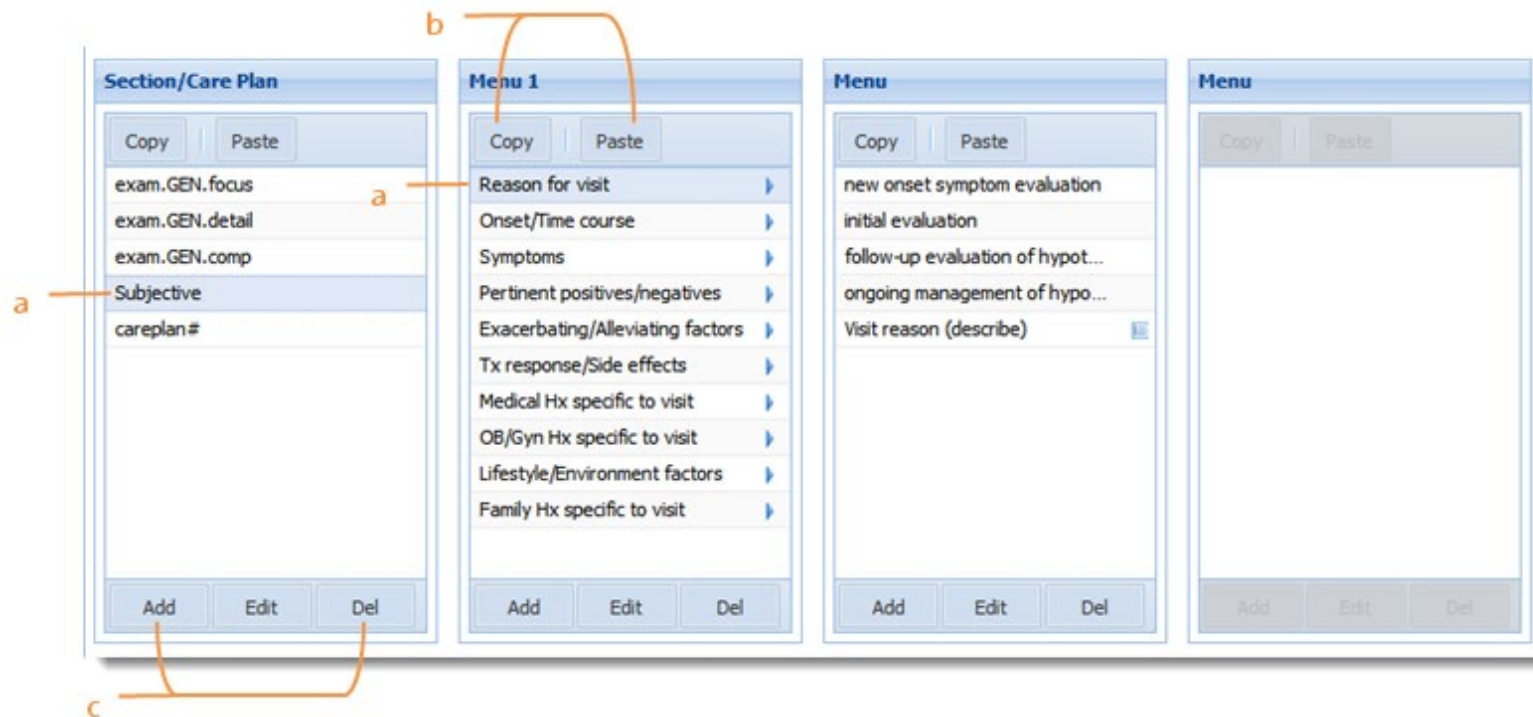 b
Section/Care Plan
Copy
Paste
exam.GEN.focus
exam.GEN.detail
exam.GEN.comp
Subjective
careplan#
Add
Edit
Del
a
c
Menu 1
Copy
Paste
a
Reason for visit
Onset/Time course
Symptoms
Pertinent positives/negatives
Exacerbating/Alleviating factors
Tx response/Side effects
Medical Hx specific to visit
OB/Gyn Hx specific to visit
Lifestyle/Environment factors
Family Hx specific to visit
Add
Edit
Del
Menu
Copy
Paste
new onset symptom evaluation
initial evaluation
follow-up evaluation of hypot...
ongoing management of hypo...
Visit reason (describe)
Add
Edit
Del
Menu
Copy
Paste
Add
Edit
Del